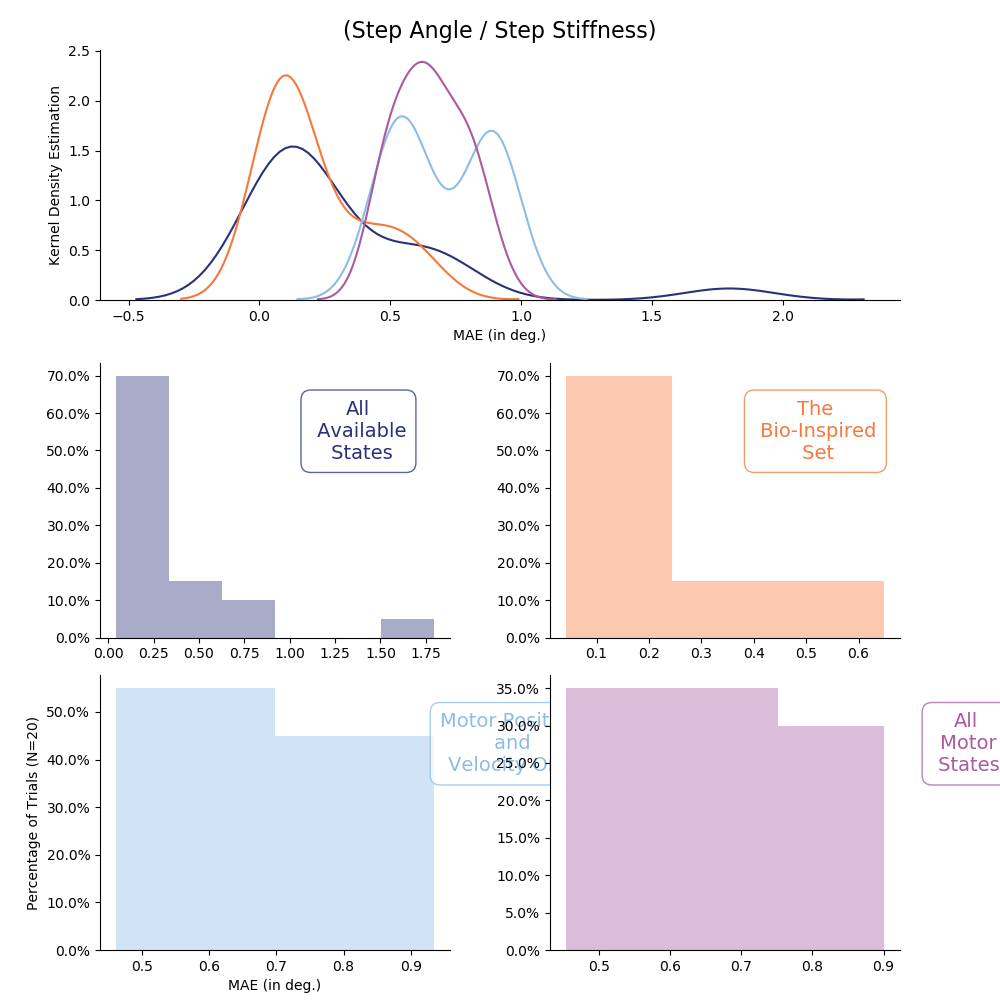 (Step Angle / Step Stiffness)
2.5
2.0
1.5
1.0
0.5
0.0
Kernel Density Estimation
−0.5 0.0 0.5 1.0 1.5 2.0
MAE (in deg.)
70.0%
60.0%
50.0%
40.0%
30.0%
20.0%
10.0%
0.0%
All
Available
States
0.00 0.25 0.50 0.75 1.00 1.25 1.50 1.75
70.0%
60.0%
50.0%
40.0%
30.0%
20.0%
10.0%
0.0%
The
Bio-Inspired
Set
0.1 0.2 0.3 0.4 0.5 0.6
50.0%
40.0%
30.0%
20.0%
10.0%
0.0%
Percentage of Trials (N=20)
Motor
and
Velocity
0.5 0.6 0.7 0.8 0.9
MAE (in deg.)
35.0%
30.0%
25.0%
20.0%
15.0%
10.0%
5.0%
0.0%
All
Motor
States
0.5 0.6 0.7 0.8 0.9